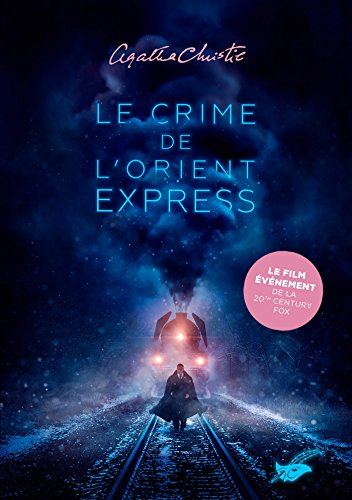 Agatha Christie
LE CRIME
DE
L'ORIENT
EXPRESS
LE FILM
ÉVÉNEMENT
DE LA
20TH CENTURY
FOX